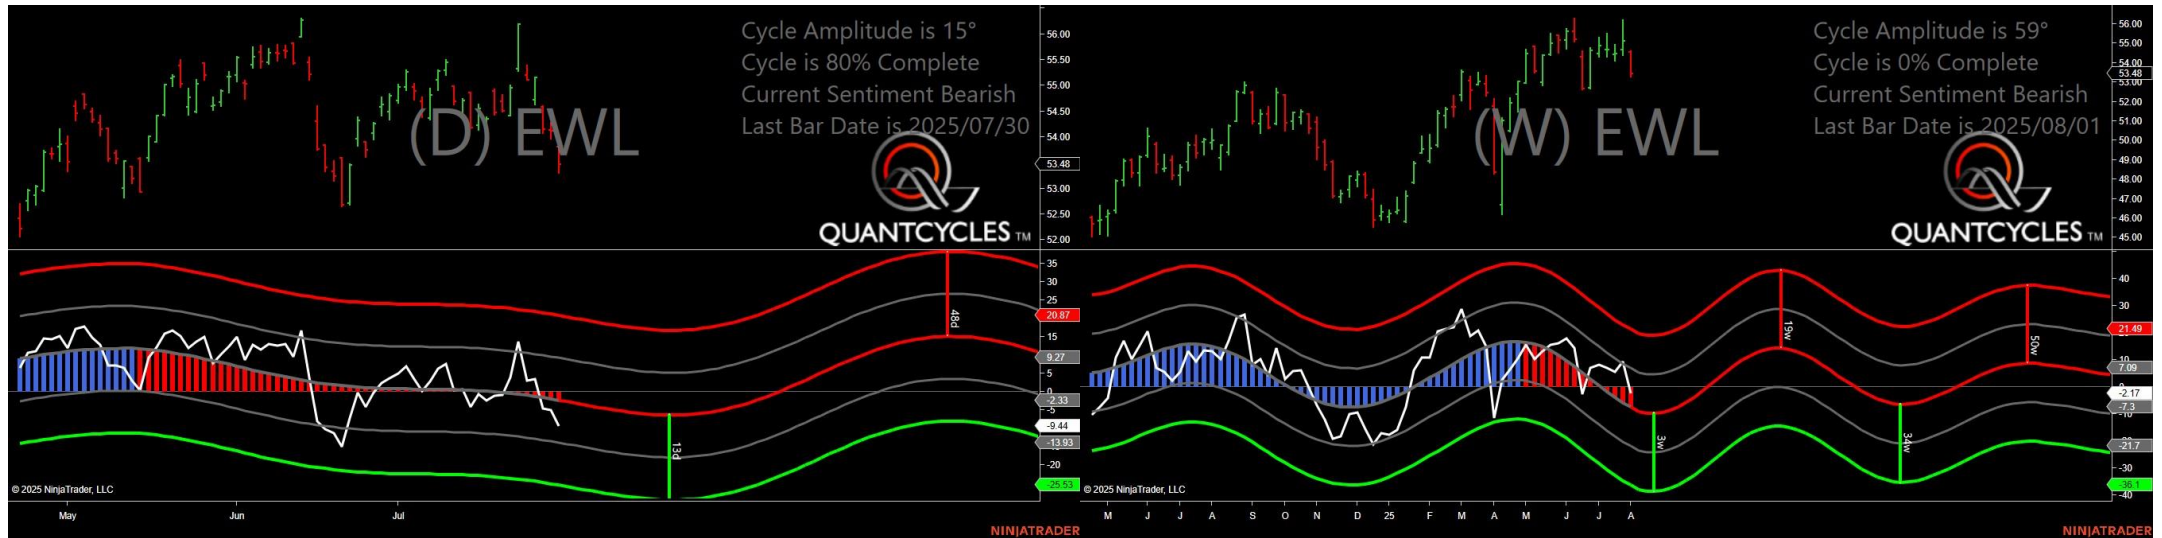 Cycle Amplitude is 15°
Cycle is 80% Complete
Current Sentiment Bearish
Last Bar Date is 2025/07/30
(D) EWL
QUANTCYCLES TM
56.00
55.50
55.00
54.50
54.00
53.48
53.00
52.50
52.00
35
30
25
20.87
15
9.27
5
0
-2.33
-5
-9.44
-13.93
-20
-25.53
48d
13d
© 2025 NinjaTrader, LLC
May Jun Jul
NINJATRADER
Cycle Amplitude is 59°
Cycle is 0% Complete
Current Sentiment Bearish
Last Bar Date is 2025/08/01
(W) EWL
QUANTCYCLES TM
56.00
55.00
54.00
53.48
53.00
52.00
51.00
50.00
49.00
48.00
47.00
46.00
45.00
40
30
21.49
10
7.09
-2.17
-7.3
-10
-21.7
-30
-36.1
-40
19w
50w
3w
34w
© 2025 NinjaTrader, LLC
M J J A S O N D 25 F M A M J J A
NINJATRADER